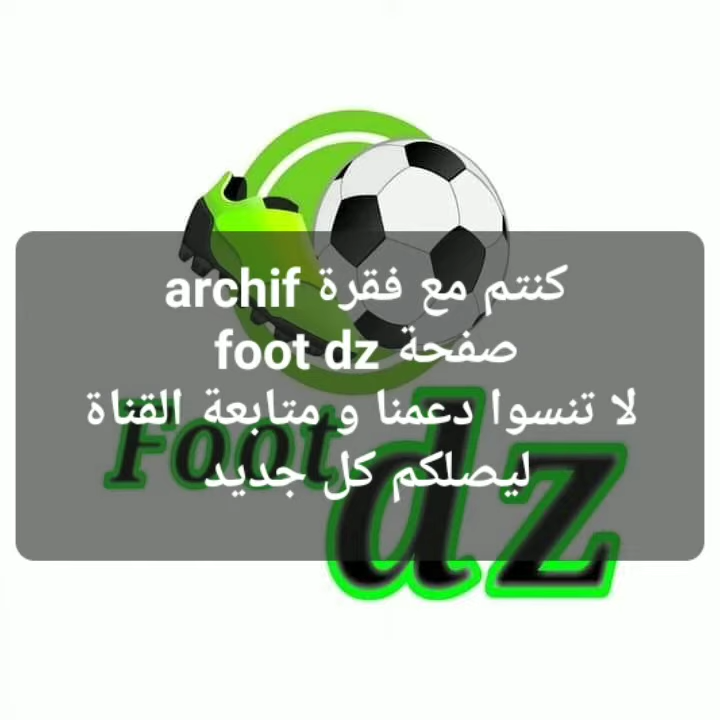 كنتم مع فقرة archif
صفحة foot dz
لا تنسوا دعمنا و متابعة القناة
ليصلكم كل جديد
Foot
dz